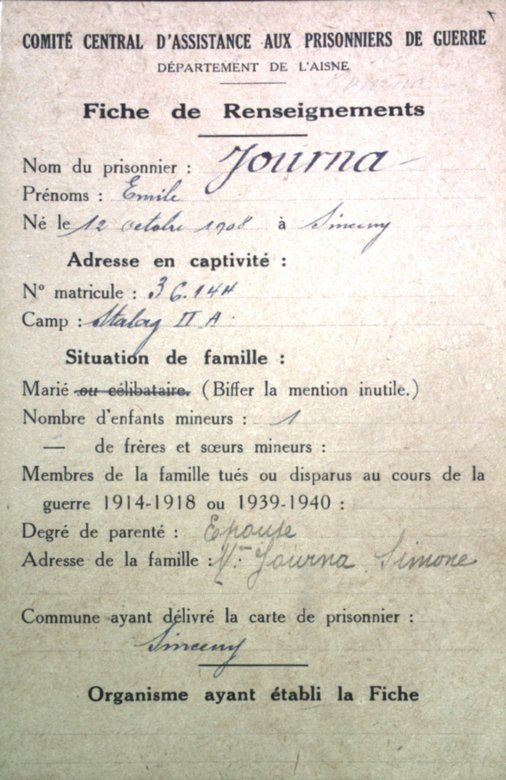 COMITÉ CENTRAL D'ASSISTANCE AUX PRISONNIERS DE GUERRE
DÉPARTEMENT DE L'AISNE
Fiche de Renseignements
Nom du prisonnier : Journa
Prénoms : Emile
Né le 12 octobre 1908 à Sinceny
Adresse en captivité :
N° matricule : 36.144
Camp : Stalag II A
Situation de famille :
Marié ou célibataire. (Biffer la mention inutile.)
Nombre d'enfants mineurs : 1
— de frères et sœurs mineurs :
Membres de la famille tués ou disparus au cours de la
guerre 1914-1918 ou 1939-1940 :
Degré de parenté : Epouse
Adresse de la famille : Mme Journa Simone
Commune ayant délivré la carte de prisonnier :
Sinceny
Organisme ayant établi la Fiche